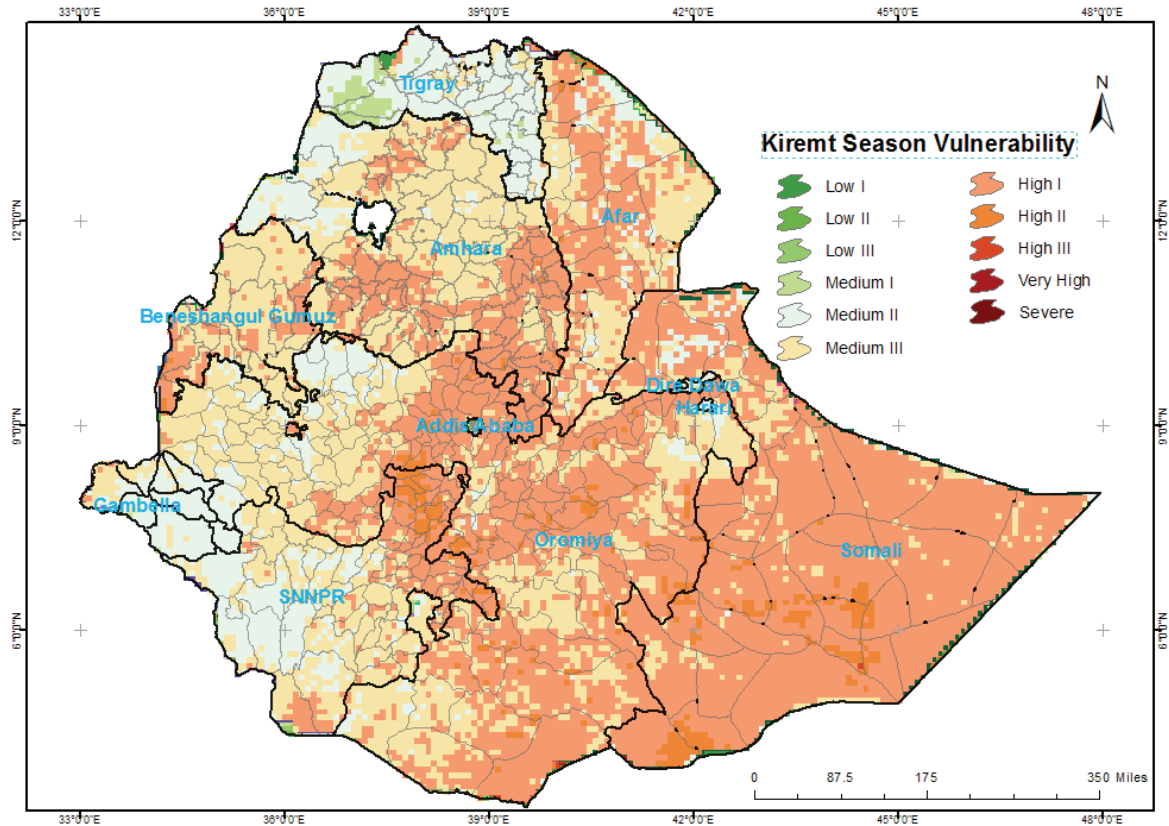 33°0'0"E 36°0'0"E 39°0'0"E 42°0'0"E 45°0'0"E 48°0'0"E
N
Kiremt Season Vulnerability
Low I
Low II
Low III
Medium I
Medium II
Medium III
High I
High II
High III
Very High
Severe
Tigray
Afar
Amhara
Beneshangul Gumuz
Dire Dawa
Harari
Addis Ababa
Gambella
Oromiya
Somali
SNNPR
12°0'0"N
9°0'0"N
6°0'0"N
12°0'0"N
9°0'0"N
6°0'0"N
0 87.5 175 350 Miles
33°0'0"E 36°0'0"E 39°0'0"E 42°0'0"E 45°0'0"E 48°0'0"E